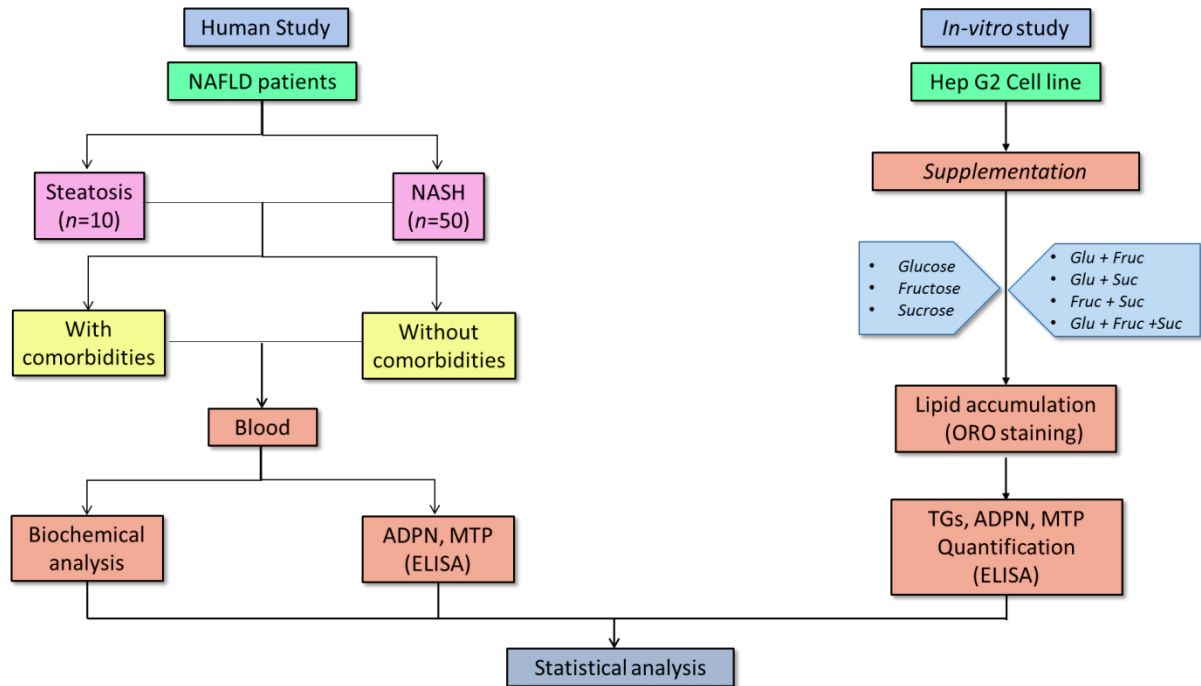 Human Study
NAFLD patients
Steatosis
(n=10)
NASH
(n=50)
With
comorbidities
Without
comorbidities
Blood
Biochemical
analysis
ADPN, MTP
(ELISA)
In-vitro study
Hep G2 Cell line
Supplementation
• Glucose
• Fructose
• Sucrose
• Glu + Fruc
• Glu + Suc
• Fruc + Suc
• Glu + Fruc +Suc
Lipid accumulation
(ORO staining)
TGs, ADPN, MTP
Quantification
(ELISA)
Statistical analysis